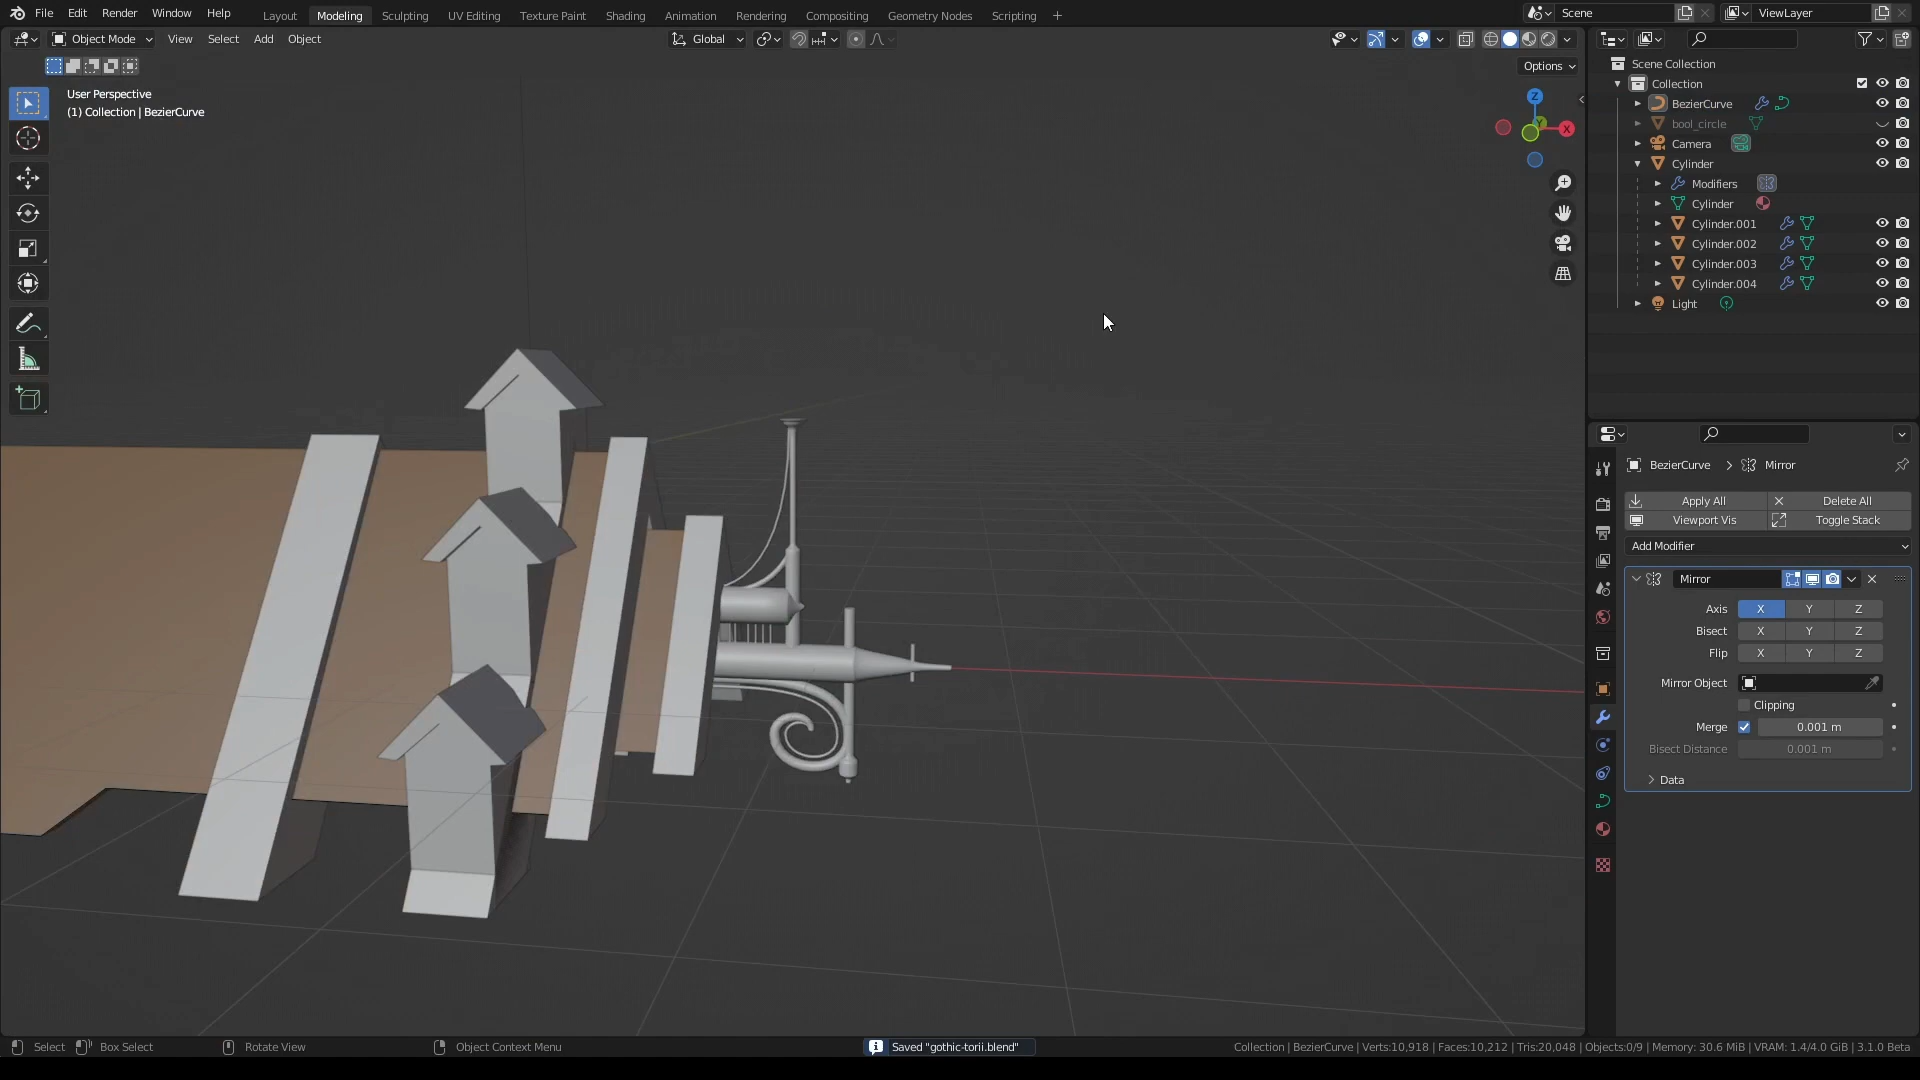 File Edit Render Window Help Layout Modeling Sculpting UV Editing Texture Paint Shading Animation Rendering Compositing Geometry Nodes Scripting + Scene ViewLayer
Object Mode View Select Add Object Global
Options
User Perspective
(1) Collection | BezierCurve
Z
Y
X
Scene Collection
Collection
BezierCurve
bool_circle
Camera
Cylinder
Modifiers
Cylinder
Cylinder.001
Cylinder.002
Cylinder.003
Cylinder.004
Light
BezierCurve > Mirror
Apply All Delete All
Viewport Vis Toggle Stack
Add Modifier
Mirror
Axis X Y Z
Bisect X Y Z
Flip X Y Z
Mirror Object
Clipping
Merge 0.001 m
Bisect Distance 0.001 m
Data
Select Box Select Rotate View Object Context Menu Saved "gothic-torii.blend" Collection | BezierCurve | Verts:10,918 | Faces:10,212 | Tris:20,048 | Objects:0/9 | Memory: 30.6 MiB | VRAM: 1.4/4.0 GiB | 3.1.0 Beta